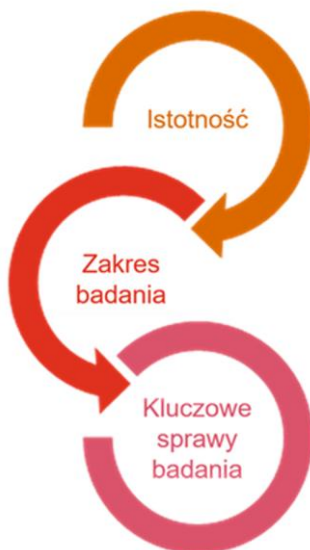 Istotność
Zakres
badania
Kluczowe
sprawy
badania